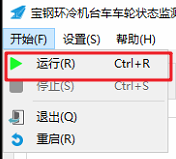 宝钢环冷机台车车轮状态监测
开始(F) 设置(S) 帮助(
运行(R) Ctrl+R
停止(S) Ctrl+S
退出(Q)
重启(R)